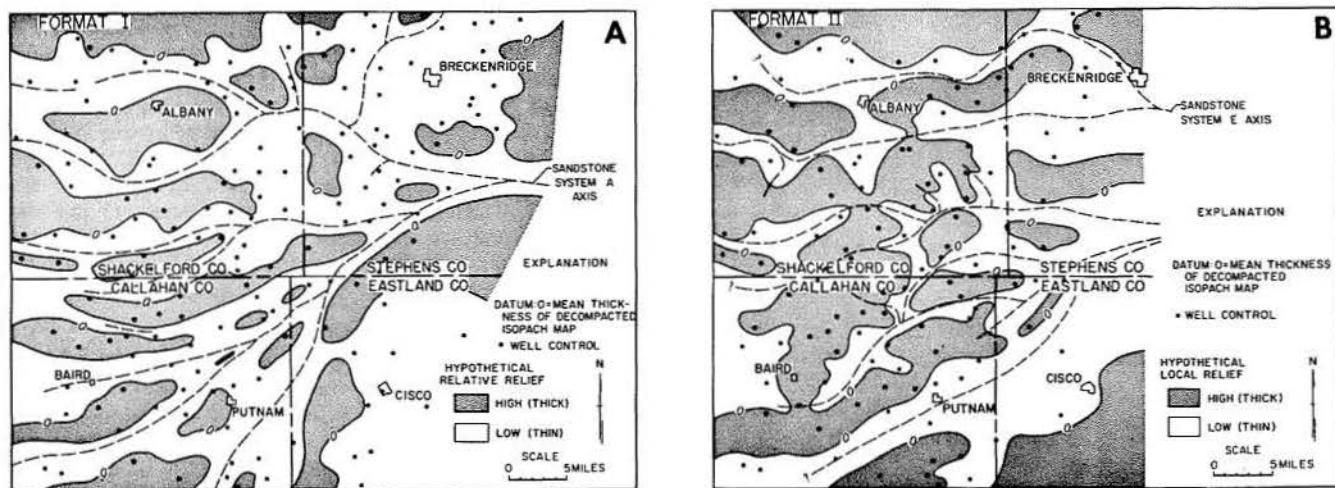 FORMAT I
A
BRECKENRIDGE
ALBANY
SANDSTONE
SYSTEM A
AXIS
SHACKELFORD CO
CALLAHAN CO
STEPHENS CO
EASTLAND CO
EXPLANATION
DATUM: 0=MEAN THICK-
NESS OF DECOMPACTED
ISOPACH MAP
• WELL CONTROL
BAIRD
PUTNAM
CISCO
HYPOTHETICAL
RELATIVE RELIEF
HIGH (THICK)
LOW (THIN)
N
SCALE
0 5MILES
FORMAT II
B
BRECKENRIDGE
ALBANY
SANDSTONE
SYSTEM E AXIS
EXPLANATION
SHACKELFORD CO
CALLAHAN CO
STEPHENS CO
EASTLAND CO
DATUM: 0=MEAN THICKNESS
OF DECOMPACTED
ISOPACH MAP
• WELL CONTROL
BAIRD
PUTNAM
CISCO
HYPOTHETICAL
LOCAL RELIEF
HIGH (THICK)
LOW (THIN)
N
SCALE
0 5MILES